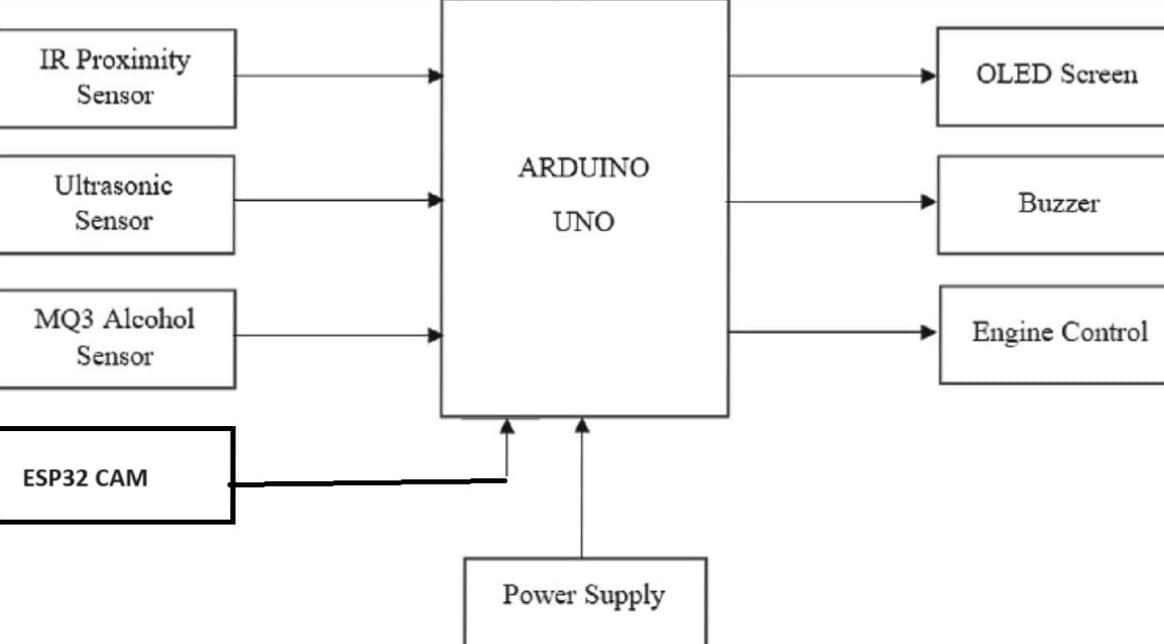 IR Proximity
Sensor
Ultrasonic
Sensor
MQ3 Alcohol
Sensor
ESP32 CAM
ARDUINO
UNO
Power Supply
OLED Screen
Buzzer
Engine Control